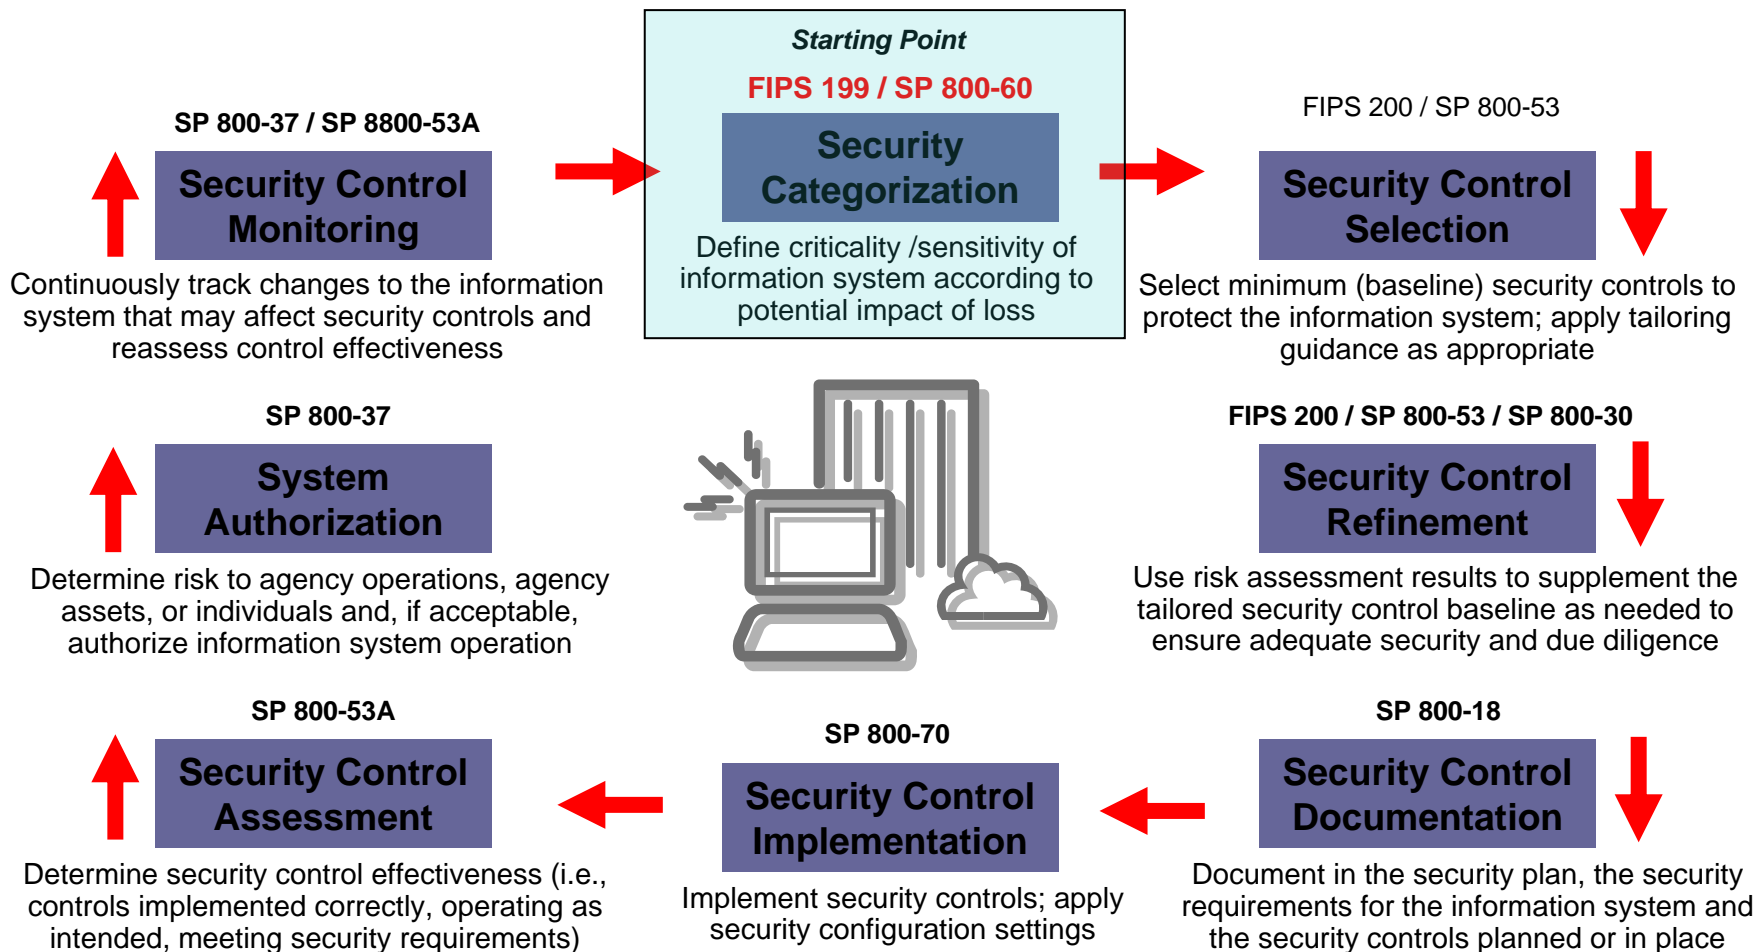 Starting Point
FIPS 199 / SP 800-60
Security
Categorization
Define criticality /sensitivity of
information system according to
potential impact of loss
FIPS 200 / SP 800-53
Security Control
Selection
Select minimum (baseline) security controls to
protect the information system; apply tailoring
guidance as appropriate
FIPS 200 / SP 800-53 / SP 800-30
Security Control
Refinement
Use risk assessment results to supplement the
tailored security control baseline as needed to
ensure adequate security and due diligence
SP 800-18
Security Control
Documentation
Document in the security plan, the security
requirements for the information system and
the security controls planned or in place
SP 800-70
Security Control
Implementation
Implement security controls; apply
security configuration settings
SP 800-53A
Security Control
Assessment
Determine security control effectiveness (i.e.,
controls implemented correctly, operating as
intended, meeting security requirements)
SP 800-37
System
Authorization
Determine risk to agency operations, agency
assets, or individuals and, if acceptable,
authorize information system operation
SP 800-37 / SP 8800-53A
Security Control
Monitoring
Continuously track changes to the information
system that may affect security controls and
reassess control effectiveness